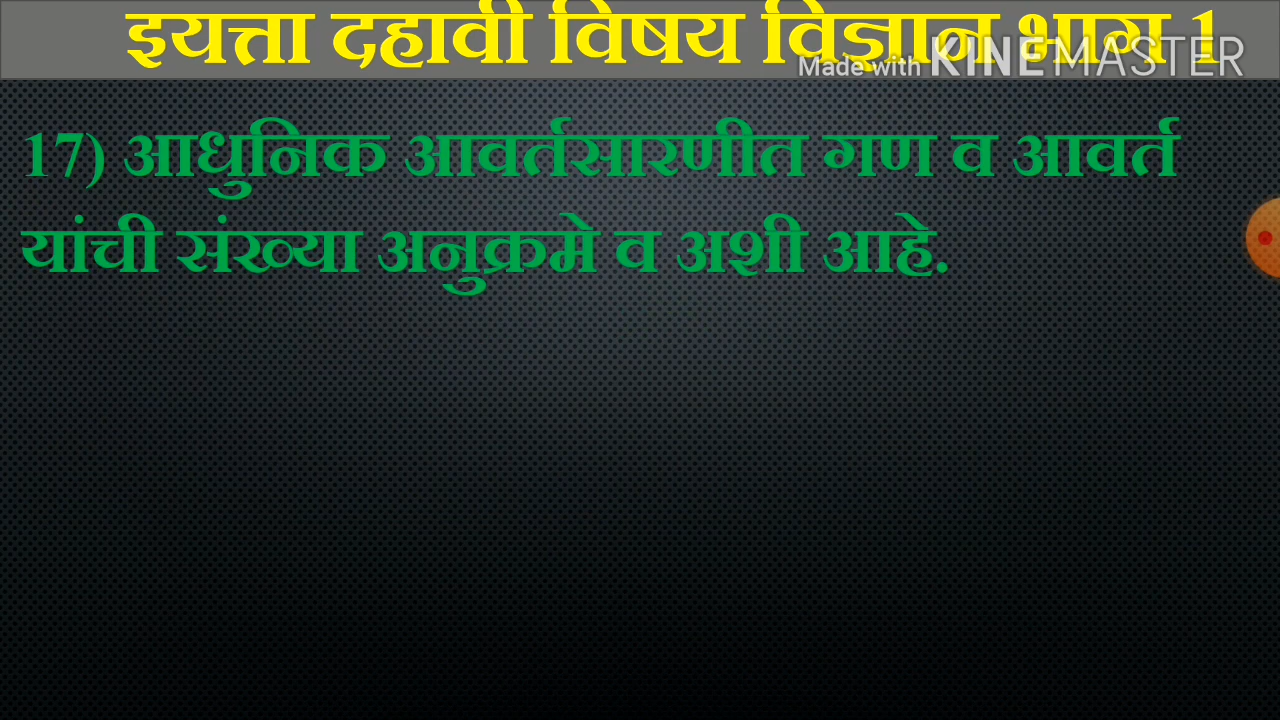 इयत्ता दहावी विषय विज्ञान भाग 1
Made with KINEMASTER
17) आधुनिक आवर्तसारणीत गण व आवर्त
यांची संख्या अनुक्रमे व अशी आहे.